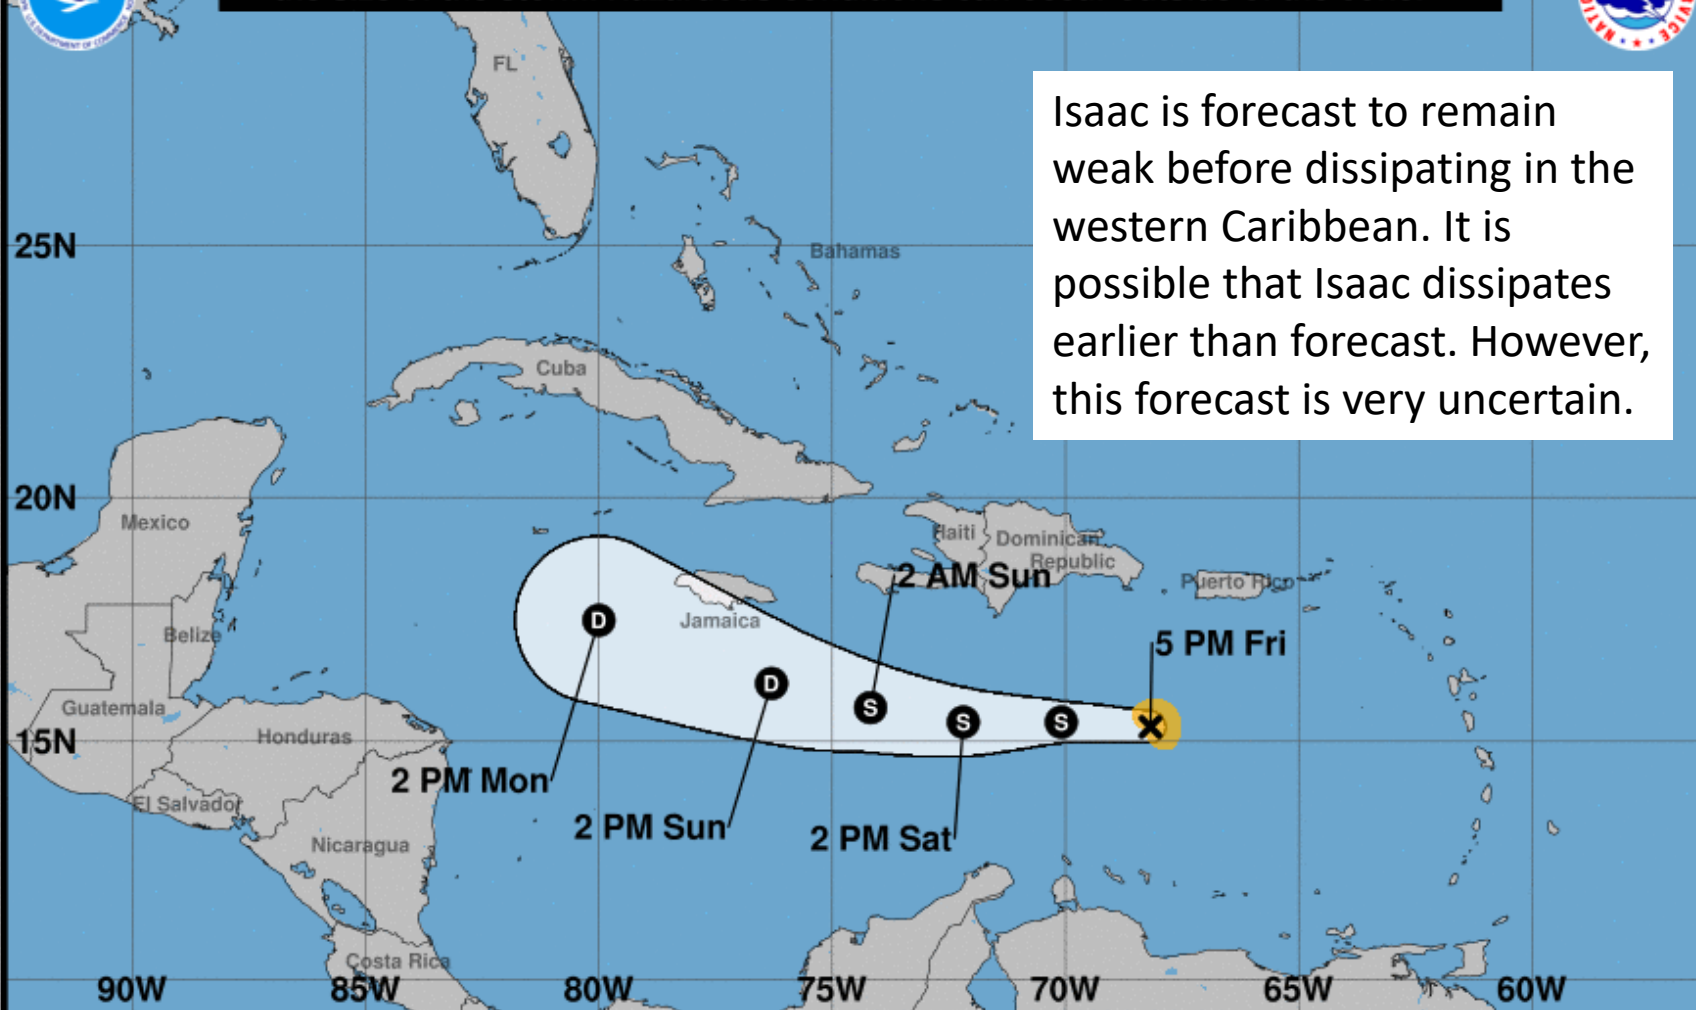 U.S. DEPARTMENT OF COMMERCE
FL
Isaac is forecast to remain
weak before dissipating in the
western Caribbean. It is
possible that Isaac dissipates
earlier than forecast. However,
this forecast is very uncertain.
25N
Bahamas
Cuba
20N
Mexico
Haiti
Dominican
Republic
2 AM Sun
Puerto Rico
D
Jamaica
Belize
5 PM Fri
D
Guatemala
S
S
S
15N
Honduras
2 PM Mon
El Salvador
2 PM Sun
2 PM Sat
Nicaragua
Costa Rica
90W
85W
80W
75W
70W
65W
60W